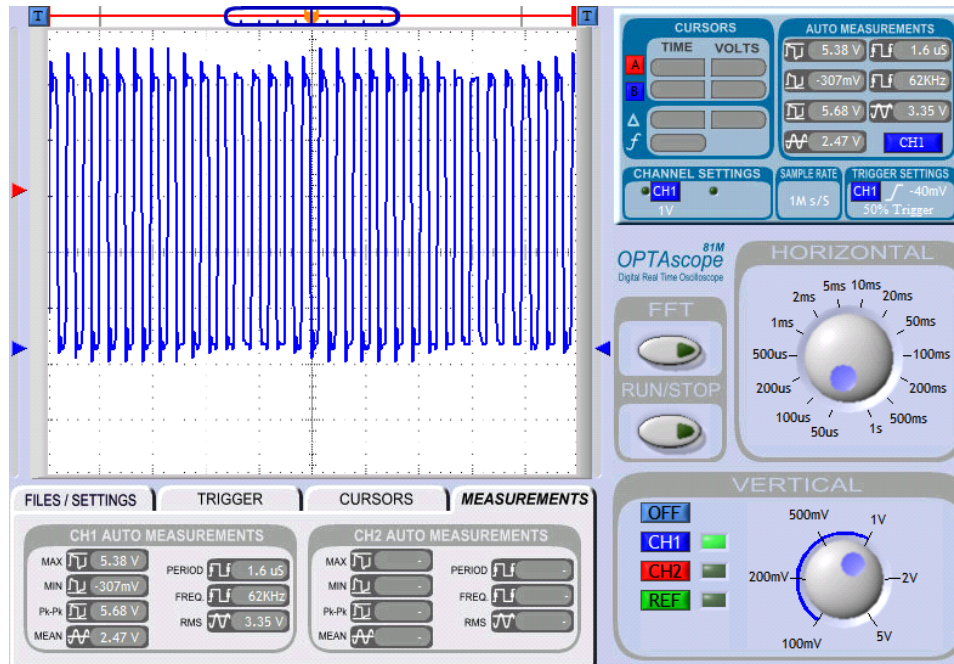 T
T
CURSORS
TIME VOLTS
A
B
Δ
f
AUTO MEASUREMENTS
5.38 V 1.6 uS
-307mV 62KHz
5.68 V 3.35 V
2.47 V CH1
CHANNEL SETTINGS
CH1
1V
SAMPLE RATE
1M s/S
TRIGGER SETTINGS
CH1 -40mV
50% Trigger
OPTAscope 81M
Digital Real Time Oscilloscope
FFT
RUN/STOP
HORIZONTAL
5ms 10ms
2ms 20ms
1ms 50ms
500us 100ms
200us 200ms
100us 500ms
50us 1s
FILES / SETTINGS TRIGGER CURSORS MEASUREMENTS
CH1 AUTO MEASUREMENTS
MAX 5.38 V PERIOD 1.6 uS
MIN -307mV FREQ. 62KHz
Pk-Pk 5.68 V RMS 3.35 V
MEAN 2.47 V
CH2 AUTO MEASUREMENTS
MAX - PERIOD -
MIN - FREQ. -
Pk-Pk - RMS -
MEAN -
VERTICAL
OFF
CH1
CH2
REF
500mV 1V
200mV 2V
100mV 5V